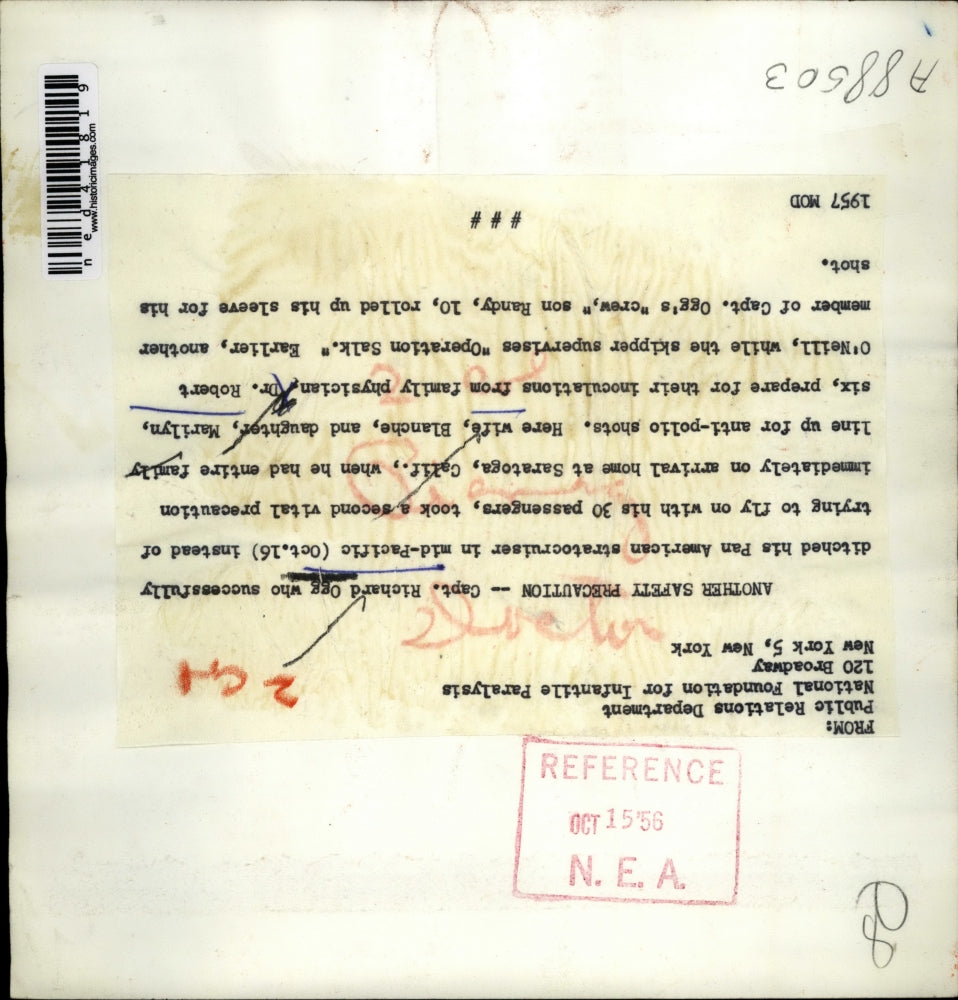 FROM:
Public Relations Department
National Foundation for Infantile Paralysis
120 Broadway
New York 5, New York
ANOTHER SAFETY PRECAUTION -- Capt. Richard Ogg who successfully
ditched his Pan American stratocruiser in mid-Pacific (Oct.16) instead of
trying to fly on with his 30 passengers, took a second vital precaution
immediately on arrival home at Saratoga, Calif., when he had entire family
line up for anti-polio shots. Here wife, Blanche, and daughter, Marilyn,
six, prepare for their inoculations from family physician, Dr. Robert
O'Neill, while the skipper supervises "Operation Salk." Earlier, another
member of Capt. Ogg's "crew," son Randy, 10, rolled up his sleeve for his
shot.
# # #
1957 MOD
2 col
Doctor
A88503
REFERENCE
OCT 15 '56
N. E. A.
www.historicimages.com
ned41819